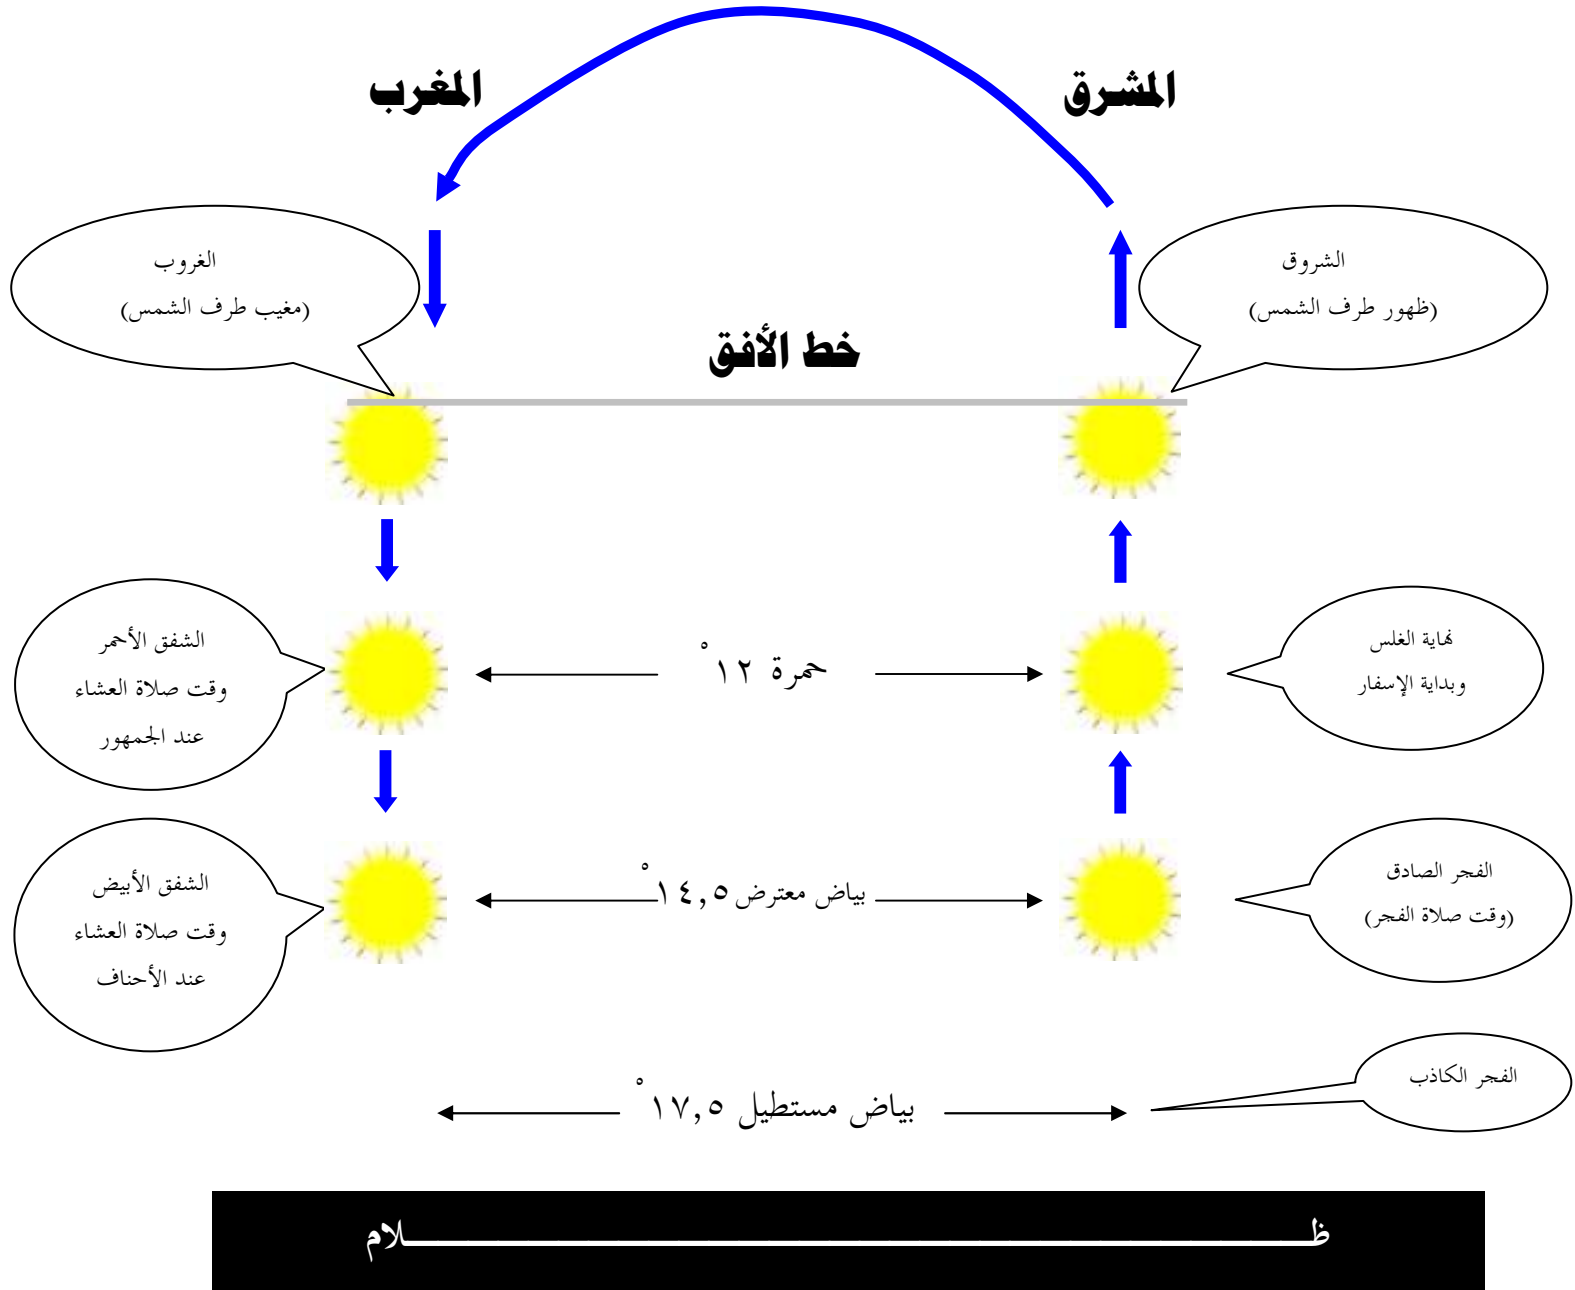 المشرق
المغرب
الشروق
(ظهور طرف الشمس)
الغروب
(مغيب طرف الشمس)
خط الأفق
نهاية الغلس
وبداية الإسفار
حمرة ١٢ ْ
الشفق الأحمر
وقت صلاة العشاء
عند الجمهور
الفجر الصادق
(وقت صلاة الفجر)
بياض معترض ١٤,٥ ْ
الشفق الأبيض
وقت صلاة العشاء
عند الأحناف
الفجر الكاذب
بياض مستطيل ١٧,٥ ْ
ظــــــــــــــــــــــــــــــــــــــــلام